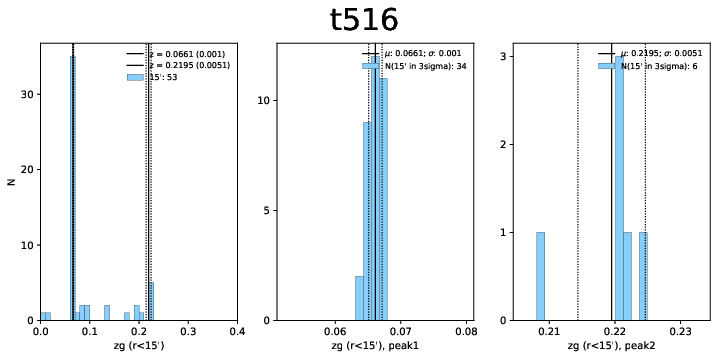 t516
z = 0.0661 (0.001)
z = 0.2195 (0.0051)
15': 53
N
30
20
10
0
0.0 0.1 0.2 0.3 0.4
zg (r<15')
μ: 0.0661; σ: 0.001
N(15' in 3sigma): 34
10
5
0
0.06 0.07 0.08
zg (r<15'), peak1
μ: 0.2195; σ: 0.0051
N(15' in 3sigma): 6
3
2
1
0
0.21 0.22 0.23
zg (r<15'), peak2